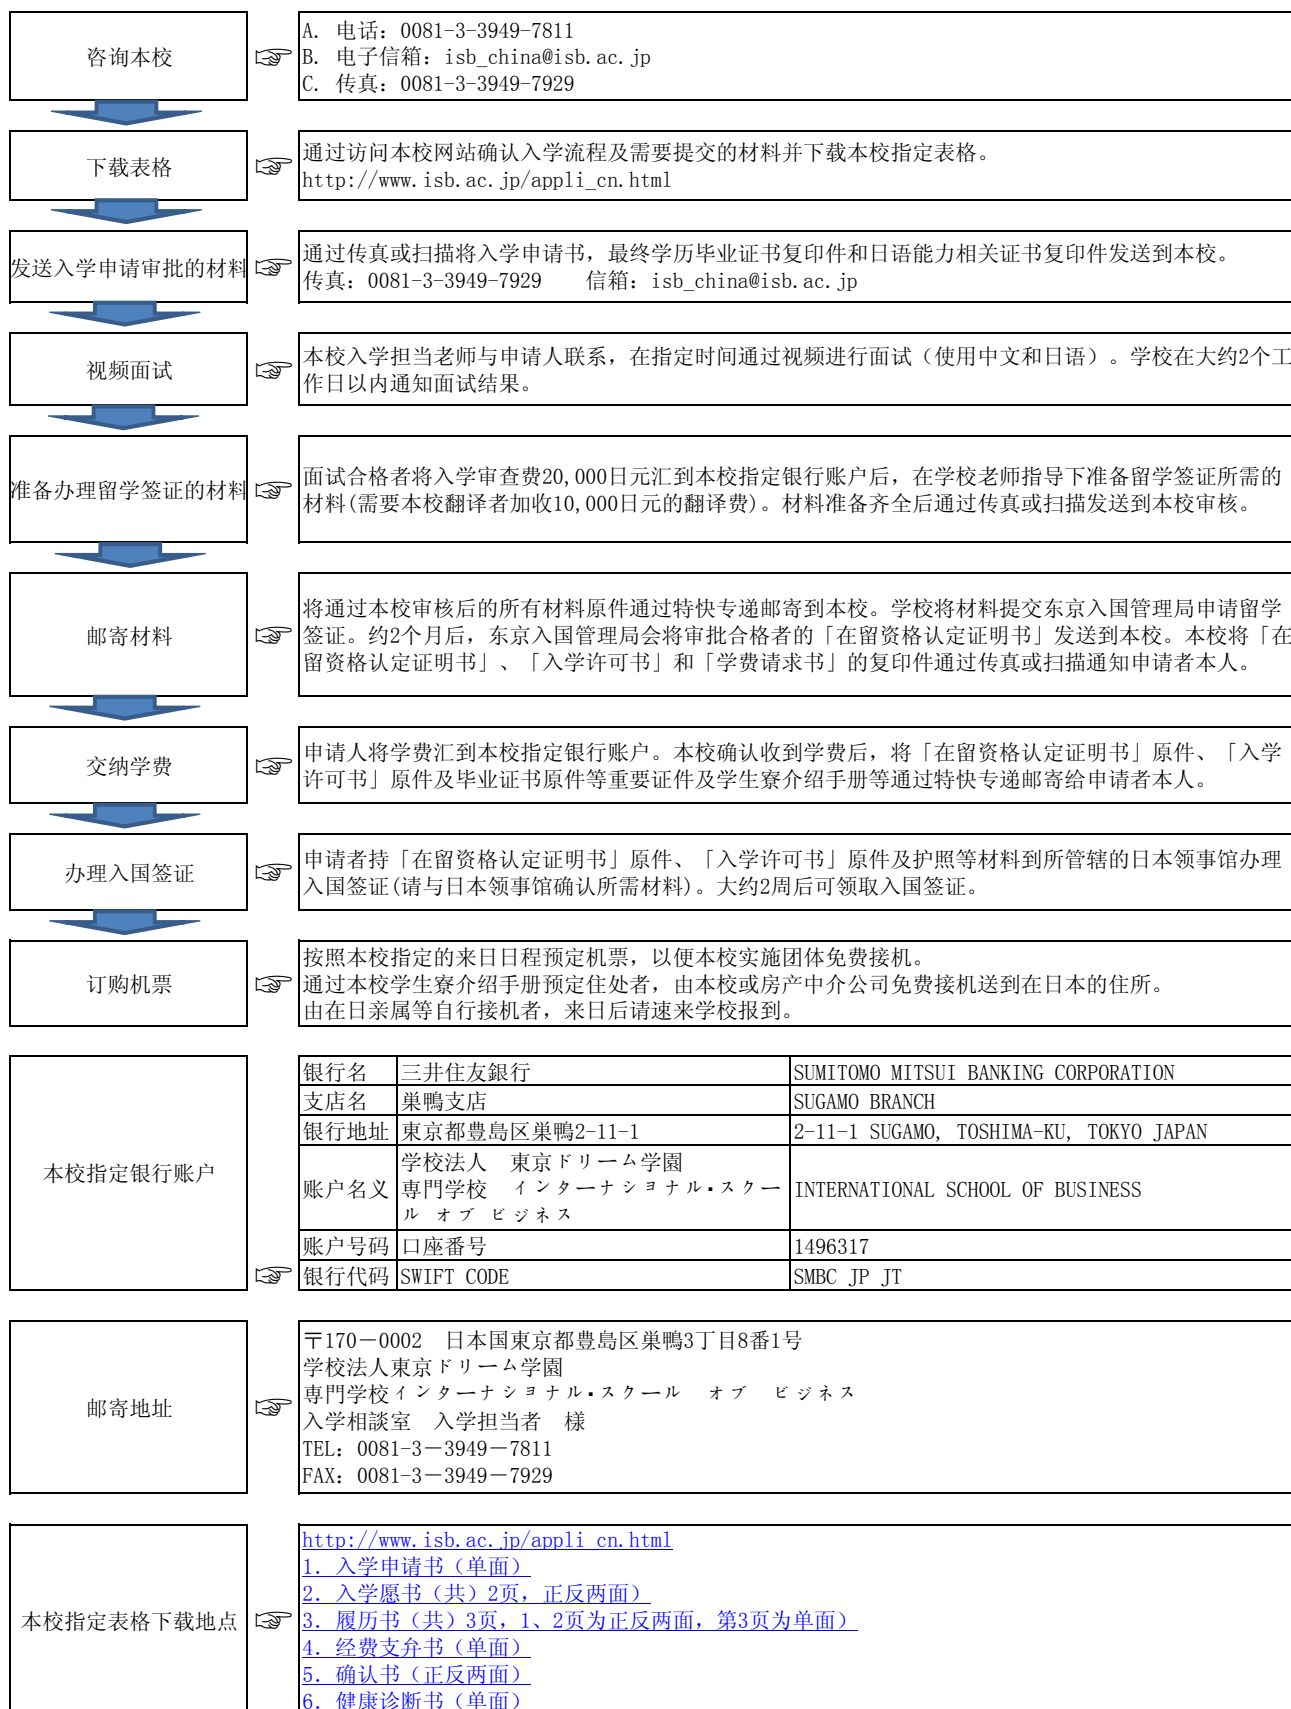 咨询本校
A. 电话：0081-3-3949-7811
B. 电子信箱：isb_china@isb.ac.jp
C. 传真：0081-3-3949-7929
下载表格
通过访问本校网站确认入学流程及需要提交的材料并下载本校指定表格。
http://www.isb.ac.jp/appli_cn.html
发送入学申请审批的材料
通过传真或扫描将入学申请书，最终学历毕业证书复印件和日语能力相关证书复印件发送到本校。
传真：0081-3-3949-7929　　信箱：isb_china@isb.ac.jp
视频面试
本校入学担当老师与申请人联系，在指定时间通过视频进行面试（使用中文和日语）。学校在大约2个工
作日以内通知面试结果。
准备办理留学签证的材料
面试合格者将入学审查费20,000日元汇到本校指定银行账户后，在学校老师指导下准备留学签证所需的
材料(需要本校翻译者加收10,000日元的翻译费)。材料准备齐全后通过传真或扫描发送到本校审核。
邮寄材料
将通过本校审核后的所有材料原件通过特快专递邮寄到本校。学校将材料提交东京入国管理局申请留学
签证。约2个月后，东京入国管理局会将审批合格者的「在留资格认定证明书」发送到本校。本校将「在
留资格认定证明书」、「入学许可书」和「学费请求书」的复印件通过传真或扫描通知申请者本人。
交纳学费
申请人将学费汇到本校指定银行账户。本校确认收到学费后，将「在留资格认定证明书」原件、「入学
许可书」原件及毕业证书原件等重要证件及学生寮介绍手册等通过特快专递邮寄给申请者本人。
办理入国签证
申请者持「在留资格认定证明书」原件、「入学许可书」原件及护照等材料到所管辖的日本领事馆办理
入国签证(请与日本领事馆确认所需材料)。大约2周后可领取入国签证。
订购机票
按照本校指定的来日日程预定机票，以便本校实施团体免费接机。
通过本校学生寮介绍手册预定住处者，由本校或房产中介公司免费接机送到在日本的住所。
由在日亲属等自行接机者，来日后请速来学校报到。
本校指定银行账户
银行名 三井住友銀行 SUMITOMO MITSUI BANKING CORPORATION
支店名 巣鴨支店 SUGAMO BRANCH
银行地址 東京都豊島区巣鴨2-11-1 2-11-1 SUGAMO, TOSHIMA-KU, TOKYO JAPAN
账户名义 学校法人　東京ドリーム学園
専門学校　インターナショナル・スクー
ル オブ ビジネス INTERNATIONAL SCHOOL OF BUSINESS
账户号码 口座番号 1496317
银行代码 SWIFT CODE SMBC JP JT
邮寄地址
〒170－0002　日本国東京都豊島区巣鴨3丁目8番1号
学校法人東京ドリーム学園
専門学校インターナショナル・スクール　オブ　ビジネス
入学相談室　入学担当者　様
TEL：0081-3－3949－7811
FAX：0081-3－3949－7929
本校指定表格下载地点
http://www.isb.ac.jp/appli_cn.html
1．入学申请书（单面）
2．入学愿书（共）2页，正反两面）
3．履历书（共）3页，1、2页为正反两面，第3页为单面）
4．经费支弁书（单面）
5．确认书（正反两面）
6．健康诊断书（单面）